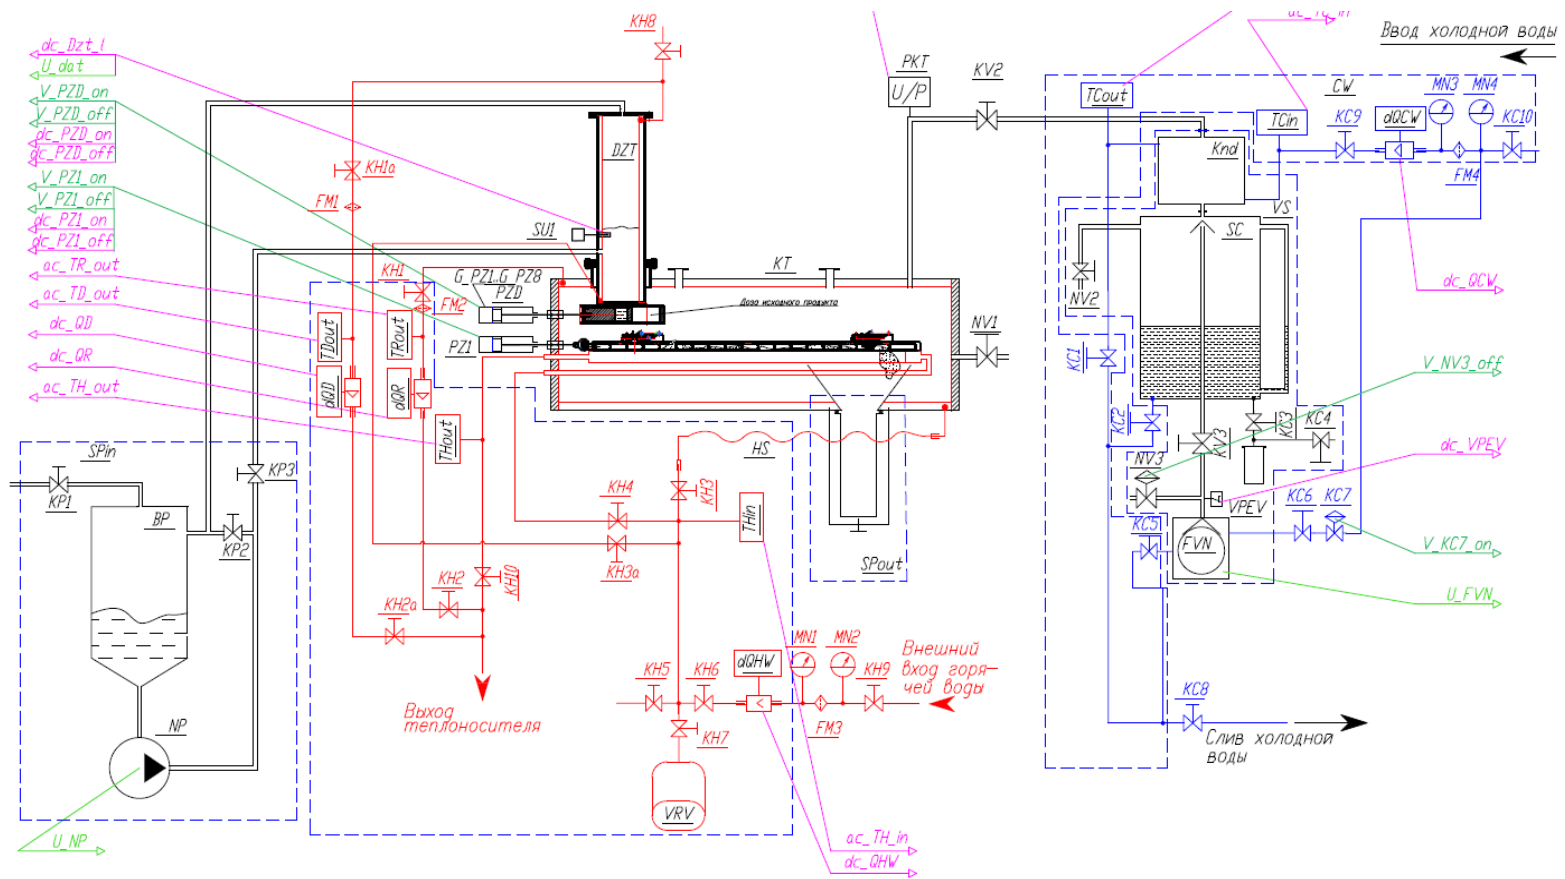 dc_Dzt_l
U_dat
V_PZD_on
V_PZD_off
dc_PZD_on
dc_PZD_off
V_PZ1_on
V_PZ1_off
dc_PZ1_on
dc_PZ1_off
ac_TR_out
ac_TD_out
dc_QD
dc_QR
ac_TH_out
SPin
KP1
BP
KP2
KP3
NP
U_NP
KH8
KH1a
FM1
DZT
SU1
KH1
FM2
G_PZ1..G_PZ8
PZD
PZ1
Доза исходного продукта
KT
TDout
TRout
dQD
dQR
THout
HS
KH4
KH3
KH3a
THin
KH10
KH2
KH2a
Выход
теплоносителя
KH5
KH6
dQHW
MN1
MN2
KH9
FM3
KH7
VRV
Внешний
вход горя-
чей воды
ac_TH_in
dc_QHW
SPout
NV1
PKT
U/P
KV2
TCout
TCin
Ввод холодной воды
CW
MN3
MN4
KC9
dQCW
KC10
FM4
Knd
VS
SC
NV2
dc_QCW
KC1
KC2
KV3
KC3
KC4
V_NV3_off
NV3
VPEV
dc_VPEV
KC5
FVN
KC6
KC7
V_KC7_on
U_FVN
KC8
Слив холодной
воды